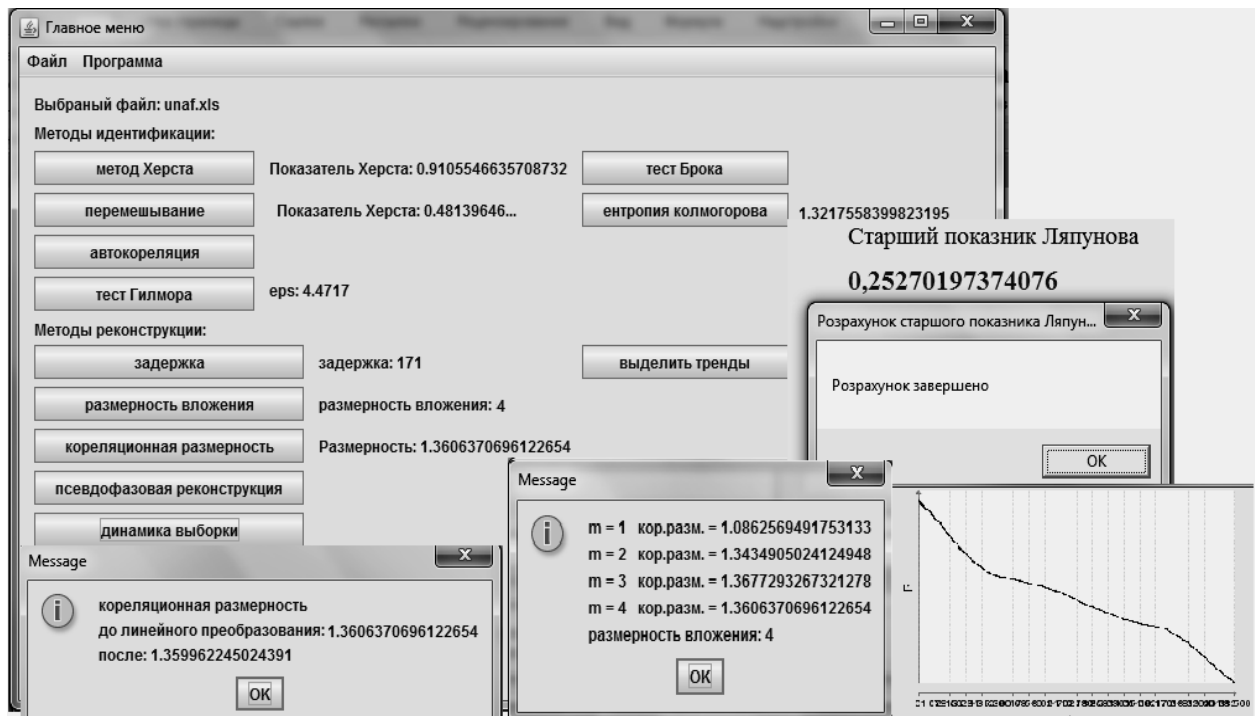 Главное меню
Файл Программа
Выбраный файл: unaf.xls
Методы идентификации:
метод Херста Показатель Херста: 0.9105546635708732 тест Брока
перемешывание Показатель Херста: 0.48139646... ентропия колмогорова 1.3217558399823195
автокореляция
тест Гилмора eps: 4.4717
Старший показник Ляпунова
0,25270197374076
Розрахунок старшого показника Ляпун...
Розрахунок завершено
OK
Методы реконструкции:
задержка задержка: 171 выделить тренды
размерность вложения размерность вложения: 4
кореляционная размерность Размерность: 1.3606370696122654
псевдофазовая реконструкция
динамика выборки
Message
кореляционная размерность
до линейного преобразования: 1.3606370696122654
после: 1.359962245024391
OK
Message
m = 1 кор.разм. = 1.0862569491753133
m = 2 кор.разм. = 1.3434905024124948
m = 3 кор.разм. = 1.3677293267321278
m = 4 кор.разм. = 1.3606370696122654
размерность вложения: 4
OK